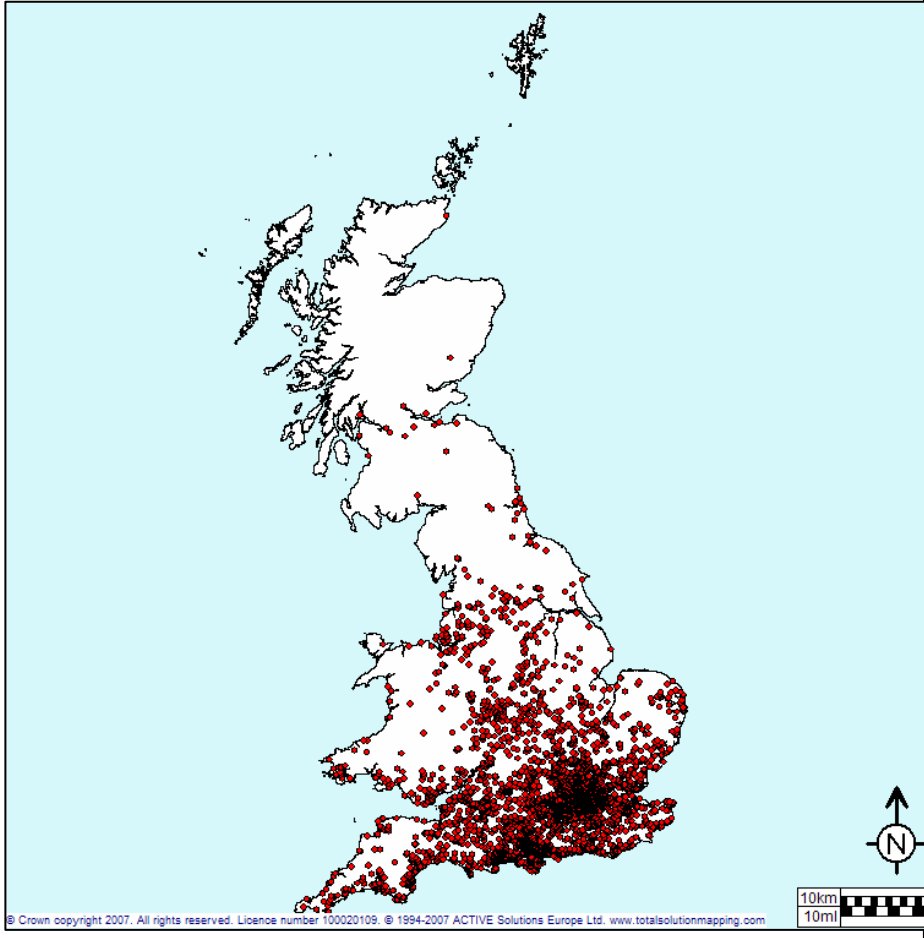 N
10km
10ml
© Crown copyright 2007. All rights reserved. Licence number 100020109. © 1994-2007 ACTIVE Solutions Europe Ltd. www.totalsolutionmapping.com